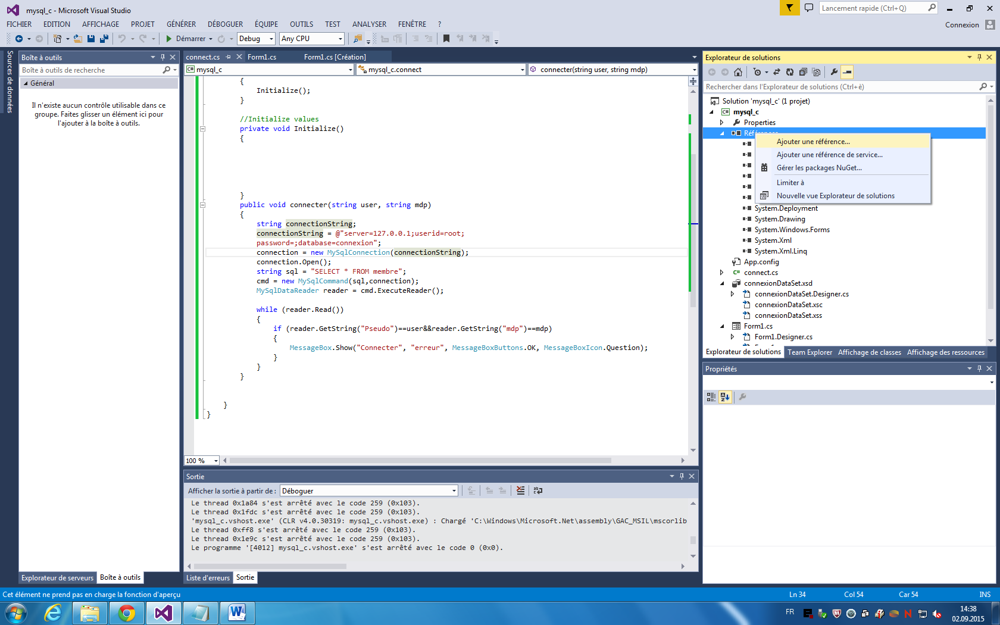 mysql_c - Microsoft Visual Studio
Lancement rapide (Ctrl+Q)
FICHIER EDITION AFFICHAGE PROJET GÉNÉRER DÉBOGUER ÉQUIPE OUTILS TEST ANALYSER FENÊTRE ?
Connexion
Démarrer Debug Any CPU
Sources de données
Boîte à outils
Boîte à outils de recherche
Général
Il n'existe aucun contrôle utilisable dans ce
groupe. Faites glisser un élément ici pour
l'ajouter à la boîte à outils.
Explorateur de serveurs Boîte à outils
connect.cs Form1.cs Form1.cs [Création]
C# mysql_c mysql_c.connect connecter(string user, string mdp)
{
Initialize();
}
//Initialize values
private void Initialize()
{
}
public void connecter(string user, string mdp)
{
string connectionString;
connectionString = @"server=127.0.0.1;userid=root;
password=;database=connexion";
connection = new MySqlConnection(connectionString);
connection.Open();
string sql = "SELECT * FROM membre";
cmd = new MySqlCommand(sql,connection);
MySqlDataReader reader = cmd.ExecuteReader();
while (reader.Read())
{
if (reader.GetString("Pseudo")==user&&reader.GetString("mdp")==mdp)
{
MessageBox.Show("Connecter", "erreur", MessageBoxButtons.OK, MessageBoxIcon.Question);
}
}
}
}
}
100 %
Sortie
Afficher la sortie à partir de : Déboguer
Le thread 0x1a84 s'est arrêté avec le code 259 (0x103).
Le thread 0x1fdc s'est arrêté avec le code 259 (0x103).
'mysql_c.vshost.exe' (CLR v4.0.30319: mysql_c.vshost.exe) : Chargé 'C:\Windows\Microsoft.Net\assembly\GAC_MSIL\mscorlib
Le thread 0xff8 s'est arrêté avec le code 259 (0x103).
Le thread 0x1e9c s'est arrêté avec le code 259 (0x103).
Le programme '[4012] mysql_c.vshost.exe' s'est arrêté avec le code 0 (0x0).
Liste d'erreurs Sortie
Explorateur de solutions
Rechercher dans l'Explorateur de solutions (Ctrl+è)
Solution 'mysql_c' (1 projet)
C# mysql_c
Properties
Ajouter une référence...
Ajouter une référence de service...
Gérer les packages NuGet...
Limiter à
Nouvelle vue Explorateur de solutions
System.Deployment
System.Drawing
System.Windows.Forms
System.Xml
System.Xml.Linq
App.config
C# connect.cs
connexionDataSet.xsd
connexionDataSet.Designer.cs
connexionDataSet.xsc
connexionDataSet.xss
Form1.cs
Form1.Designer.cs
Explorateur de solutions Team Explorer Affichage de classes Affichage des ressources
Propriétés
Cet élément ne prend pas en charge la fonction d'aperçu
Ln 34 Col 54 Car 54 INS
FR
14:38
02.09.2015